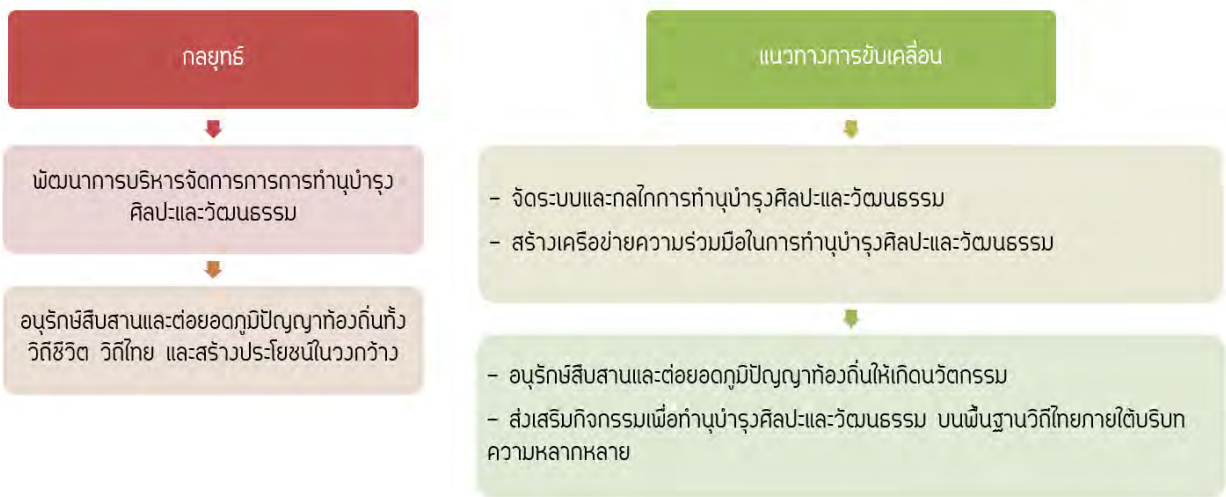 กลยุทธ์
พัฒนาการบริหารจัดการการการทำนุบำรุง
ศิลปะและวัฒนธรรม
อนุรักษ์สืบสานและต่อยอดภูมิปัญญาท้องถิ่นทั้ง
วิถีชีวิต วิถีไทย และสร้างประโยชน์ในวงกว้าง
แนวทางการขับเคลื่อน
- จัดระบบและกลไกการทำนุบำรุงศิลปะและวัฒนธรรม
- สร้างเครือข่ายความร่วมมือในการทำนุบำรุงศิลปะและวัฒนธรรม
- อนุรักษ์สืบสานและต่อยอดภูมิปัญญาท้องถิ่นให้เกิดนวัตกรรม
- ส่งเสริมกิจกรรมเพื่อทำนุบำรุงศิลปะและวัฒนธรรม บนพื้นฐานวิถีไทยภายใต้บริบท
ความหลากหลาย